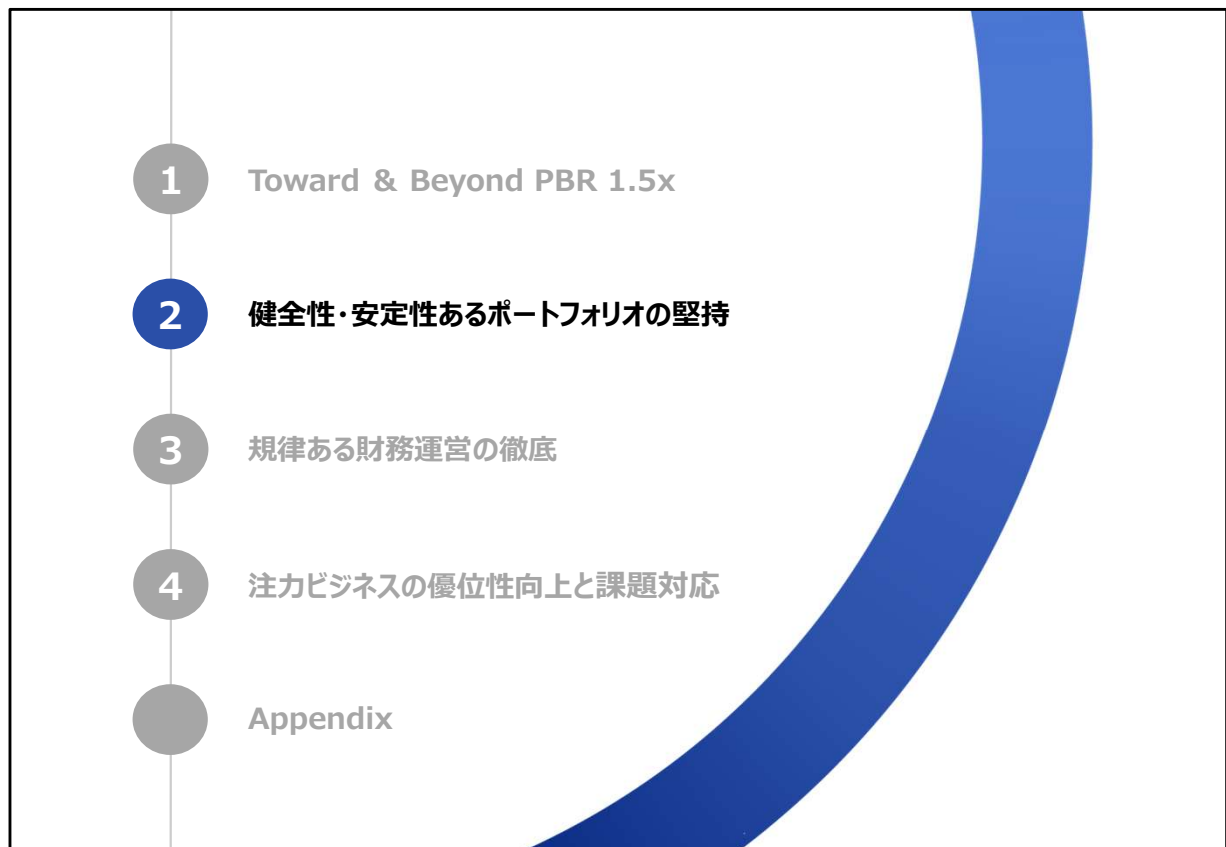 1 Toward & Beyond PBR 1.5x
2 健全性・安定性あるポートフォリオの堅持
3 規律ある財務運営の徹底
4 注力ビジネスの優位性向上と課題対応
Appendix